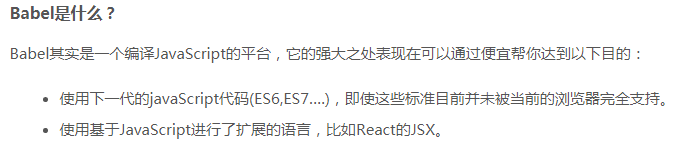 Babel是什么？
Babel其实是一个编译JavaScript的平台，它的强大之处表现在可以通过便宜帮你达到以下目的：
使用下一代的javaScript代码(ES6,ES7....)，即使这些标准目前并未被当前的浏览器完全支持。
使用基于JavaScript进行了扩展的语言，比如React的JSX。